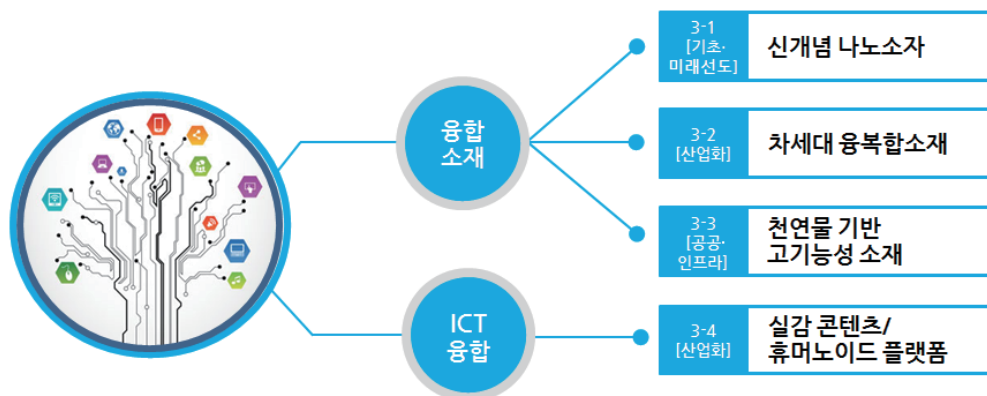 융합
소재
ICT
융합
3-1
[기초·
미래선도]
신개념 나노소자
3-2
[산업화]
차세대 융복합소재
3-3
[공공·
인프라]
천연물 기반
고기능성 소재
3-4
[산업화]
실감 콘텐츠/
휴머노이드 플랫폼